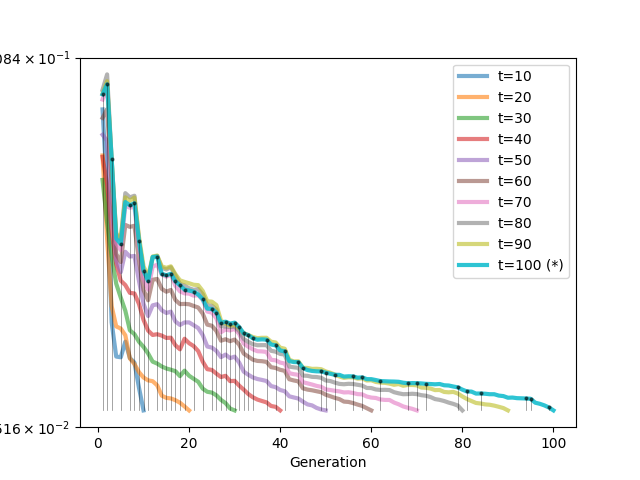 084 × 10⁻¹
t=10
t=20
t=30
t=40
t=50
t=60
t=70
t=80
t=90
t=100 (*)
516 × 10⁻²
0
20
40
60
80
100
Generation